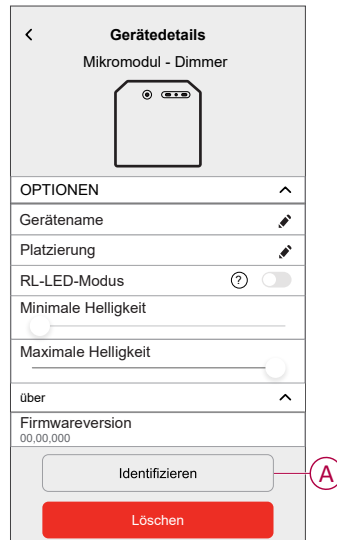 Gerätedetails
Mikromodul - Dimmer
OPTIONEN
Gerätename
Platzierung
RL-LED-Modus ?
Minimale Helligkeit
Maximale Helligkeit
über
Firmwareversion
00,00,000
Identifizieren
A
Löschen